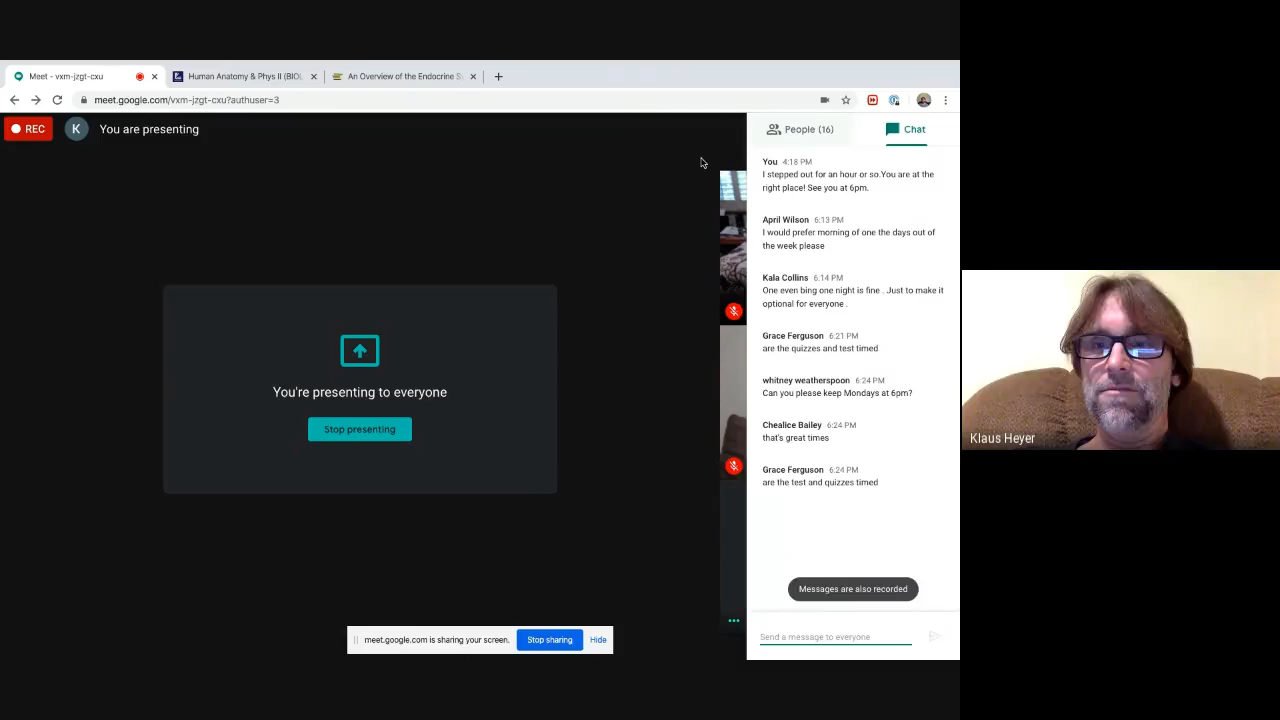 Meet - vxm-jzgt-cxu
Human Anatomy & Phys II (BIOL
An Overview of the Endocrine Sy
meet.google.com/vxm-jzgt-cxu?authuser=3
REC
K
You are presenting
People (16)
Chat
You 4:18 PM
I stepped out for an hour or so.You are at the
right place! See you at 6pm.
April Wilson 6:13 PM
I would prefer morning of one the days out of
the week please
Kala Collins 6:14 PM
One even bing one night is fine . Just to make it
optional for everyone .
Grace Ferguson 6:21 PM
are the quizzes and test timed
whitney weatherspoon 6:24 PM
Can you please keep Mondays at 6pm?
Chealice Bailey 6:24 PM
that's great times
Grace Ferguson 6:24 PM
are the test and quizzes timed
You're presenting to everyone
Stop presenting
Messages are also recorded
Send a message to everyone
meet.google.com is sharing your screen.
Stop sharing
Hide
Klaus Heyer